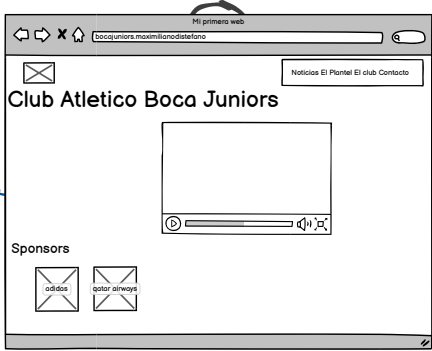 Mi primera web
bocajuniors.maximilianodistefano
Noticias El Plantel El club Contacto
Club Atletico Boca Juniors
Sponsors
adidas
qatar airways